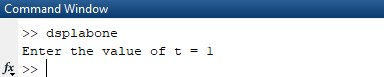 Command Window
>> dsplabone
Enter the value of t = 1
fx >>